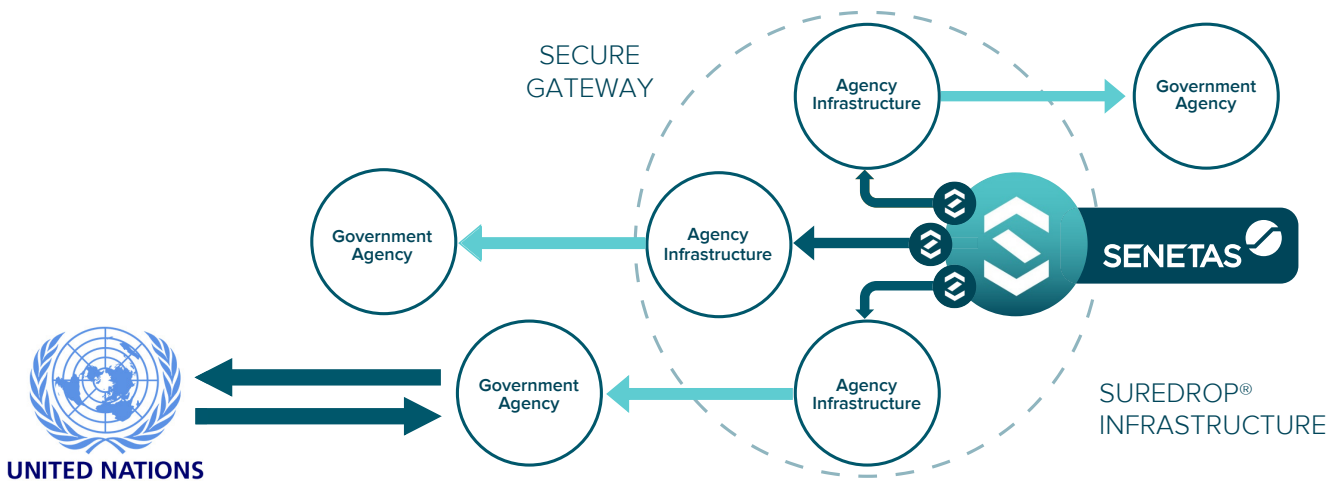 SECURE
GATEWAY
Agency
Infrastructure
Government
Agency
Government
Agency
Agency
Infrastructure
SENETAS
Government
Agency
Agency
Infrastructure
SUREDROP®
INFRASTRUCTURE
UNITED NATIONS